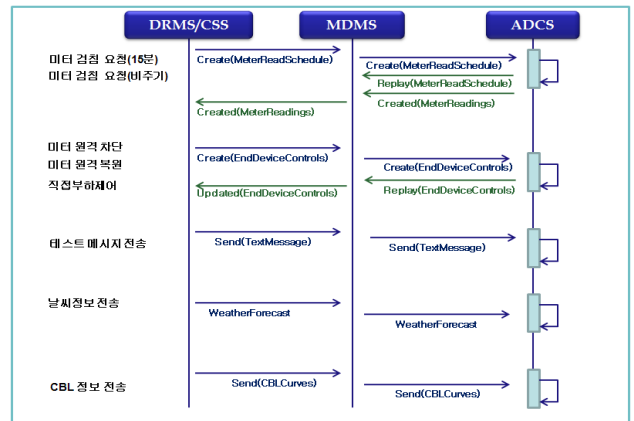 DRMS/CSS MDMS ADCS
미터 검침 요청(15분)
미터 검침 요청(비주기)
Create(MeterReadSchedule)
Create(MeterReadSchedule)
Replay(MeterReadSchedule)
Created(MeterReadings)
Created(MeterReadings)
미터 원격 차단
미터 원격 복원
직접부하제어
Create(EndDeviceControls)
Create(EndDeviceControls)
Updated(EndDeviceControls)
Replay(EndDeviceControls)
테스트 메시지 전송
Send(TextMessage)
Send(TextMessage)
날씨정보 전송
WeatherForecast
WeatherForecast
CBL 정보 전송
Send(CBLCurves)
Send(CBLCurves)